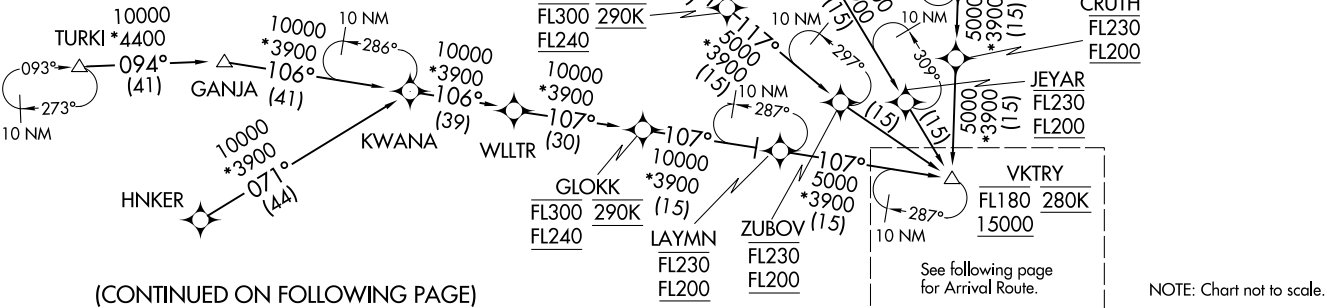 10000
*4400
TURKI
094°
(41)
093°
273°
10 NM
GANJA
10000
*3900
106°
(41)
10 NM
286°
KWANA
10000
*3900
106°
(39)
WLLTR
10000
*3900
107°
(30)
HNKER
10000
*3900
071°
(44)
GLOKK
FL300 290K
FL240
107°
10000
*3900
(15)
FL300 290K
FL240
117°
5000
*3900
(15)
10 NM
287°
LAYMN
FL230
FL200
107°
5000
*3900
(15)
10 NM
297°
ZUBOV
FL230
FL200
(15)
(15)
10 NM
309°
(15)
JEYAR
FL230
FL200
CRUTH
FL230
FL200
*3900
(15)
5000
*3900
(15)
VKTRY
FL180 280K
15000
287°
10 NM
See following page
for Arrival Route.
(CONTINUED ON FOLLOWING PAGE)
NOTE: Chart not to scale.